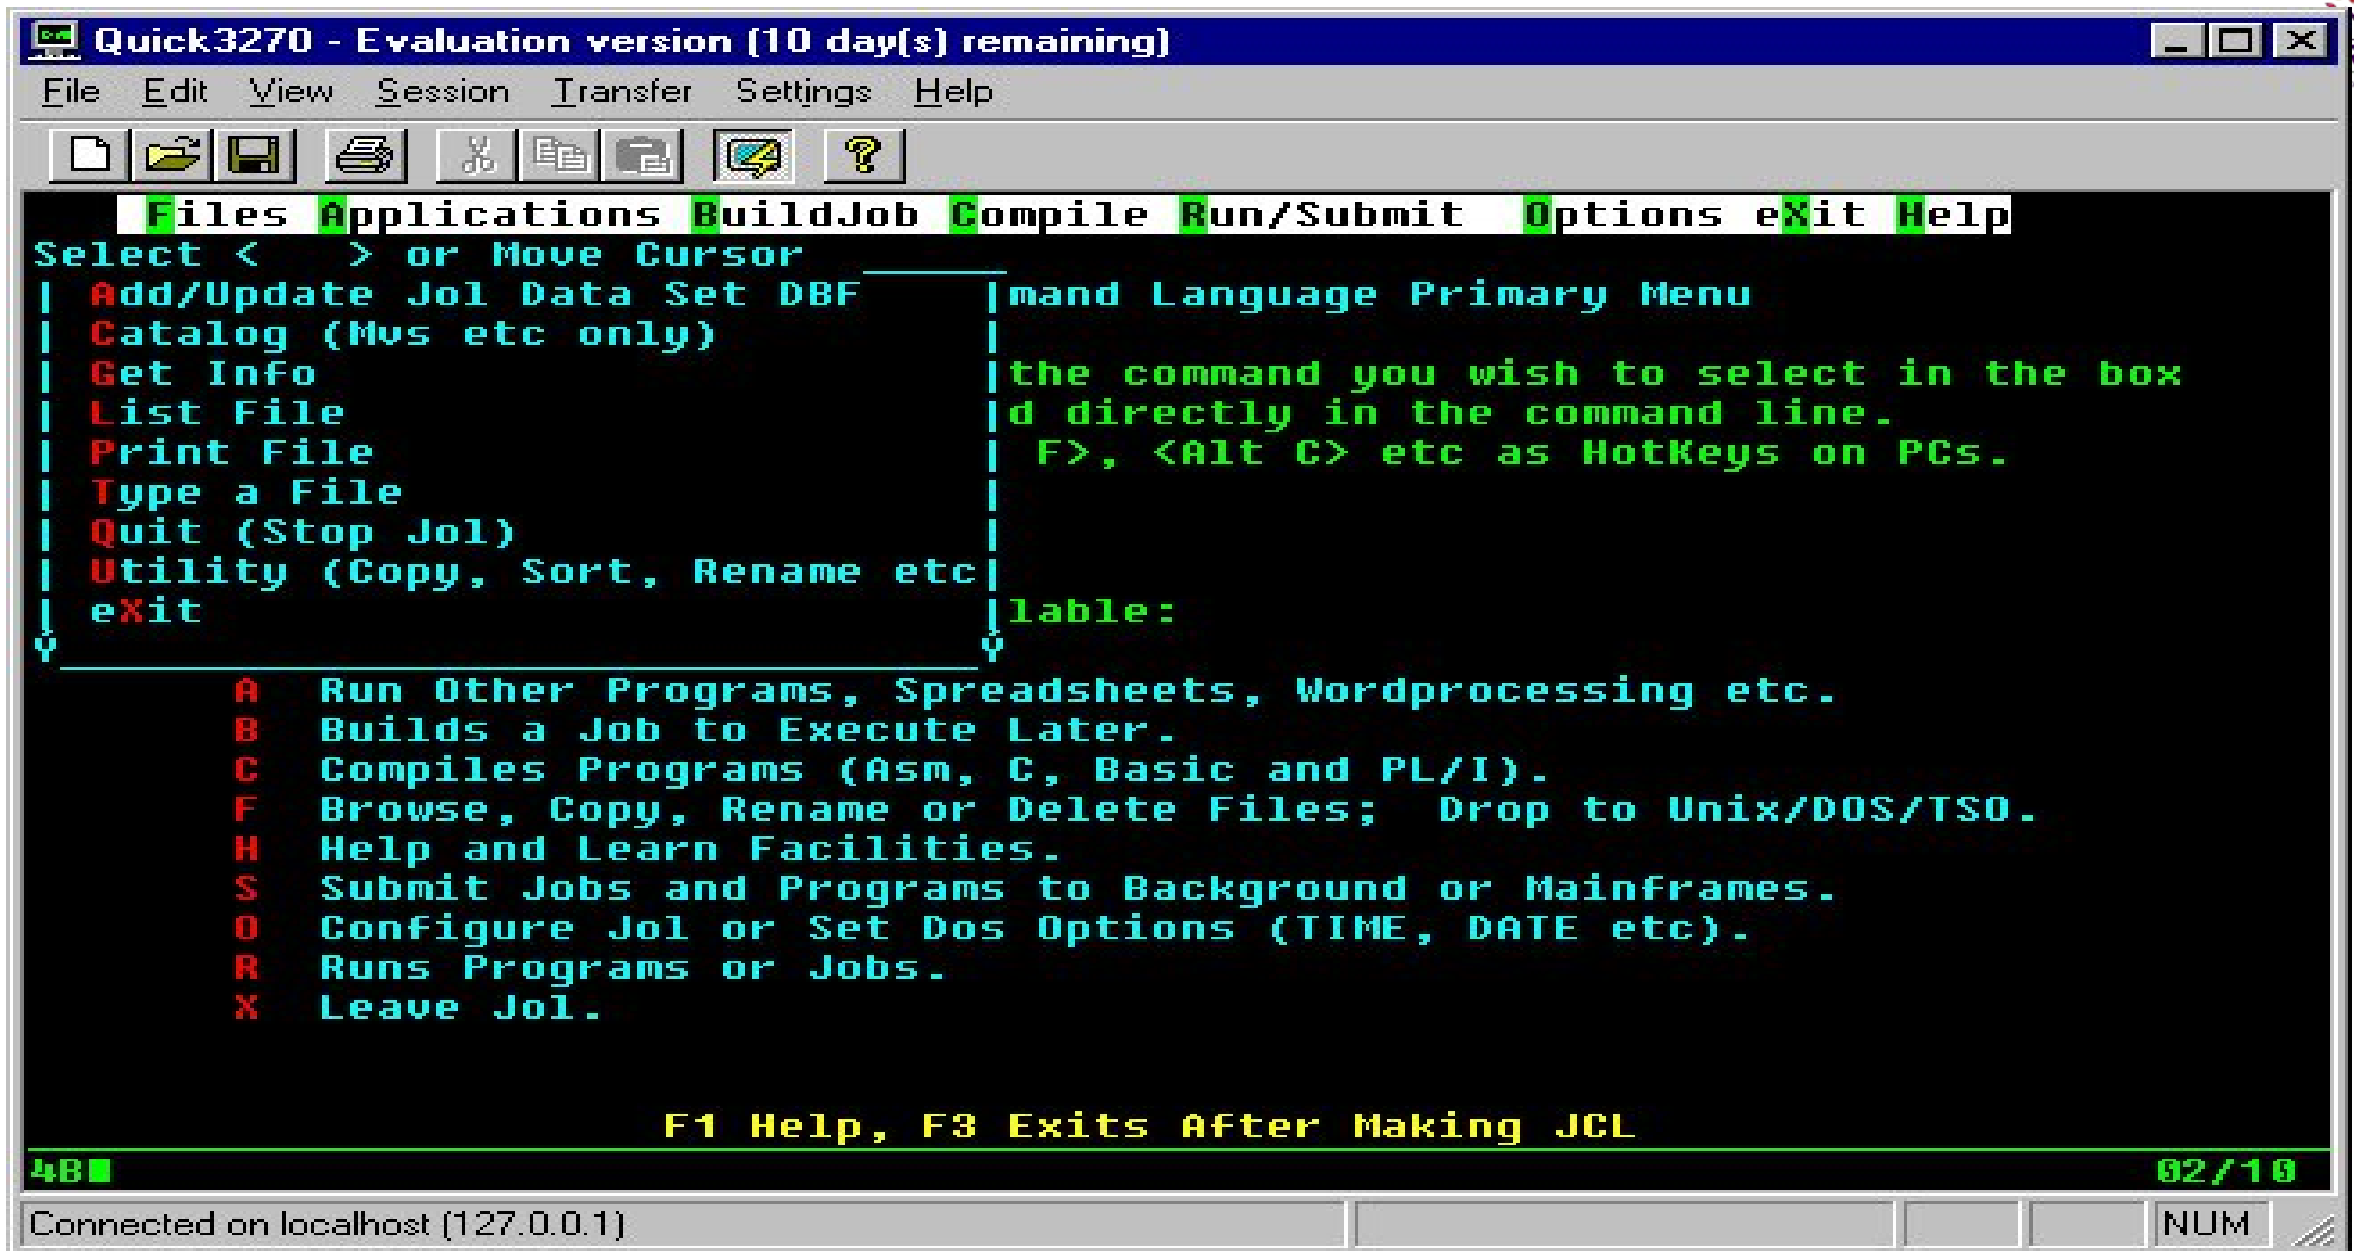 Quick3270 - Evaluation version (10 day(s) remaining)
File Edit View Session Transfer Settings Help
Files Applications BuildJob Compile Run/Submit Options eXit Help
Select < > or Move Cursor
| Add/Update Jol Data Set DBF |mand Language Primary Menu
| Catalog (Mvs etc only) |
| Get Info |the command you wish to select in the box
| List File |d directly in the command line.
| Print File | F>, <Alt C> etc as HotKeys on PCs.
| Type a File |
| Quit (Stop Jol) |
| Utility (Copy, Sort, Rename etc|
| eXit |lable:
A Run Other Programs, Spreadsheets, Wordprocessing etc.
B Builds a Job to Execute Later.
C Compiles Programs (Asm, C, Basic and PL/I).
F Browse, Copy, Rename or Delete Files; Drop to Unix/DOS/TSO.
H Help and Learn Facilities.
S Submit Jobs and Programs to Background or Mainframes.
O Configure Jol or Set Dos Options (TIME, DATE etc).
R Runs Programs or Jobs.
X Leave Jol.
F1 Help, F3 Exits After Making JCL
4B 02/10
Connected on localhost (127.0.0.1) NUM